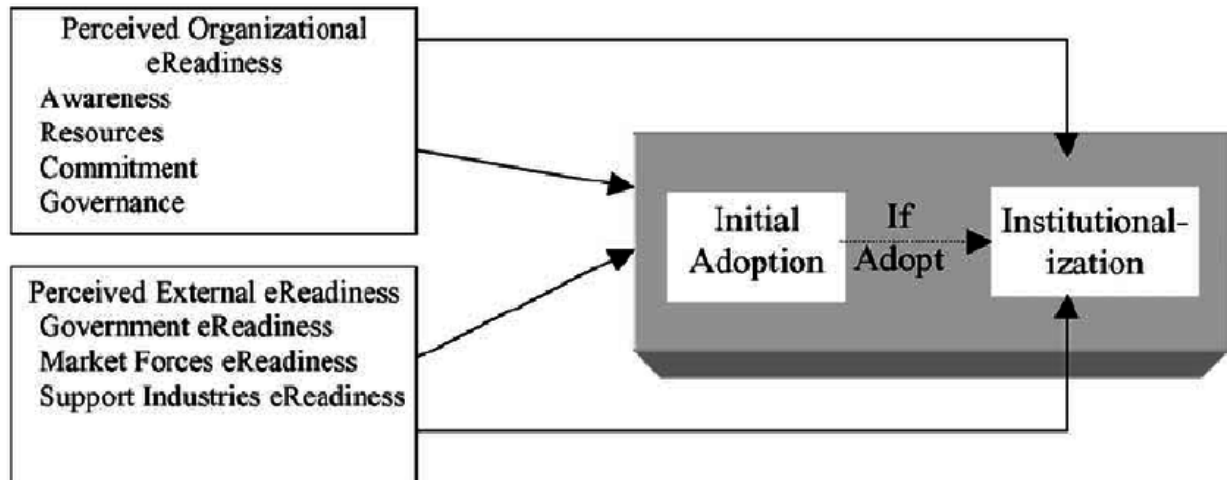 Perceived Organizational
eReadiness
Awareness
Resources
Commitment
Governance
Perceived External eReadiness
Government eReadiness
Market Forces eReadiness
Support Industries eReadiness
Initial
Adoption
If
Adopt
Institutional-
ization